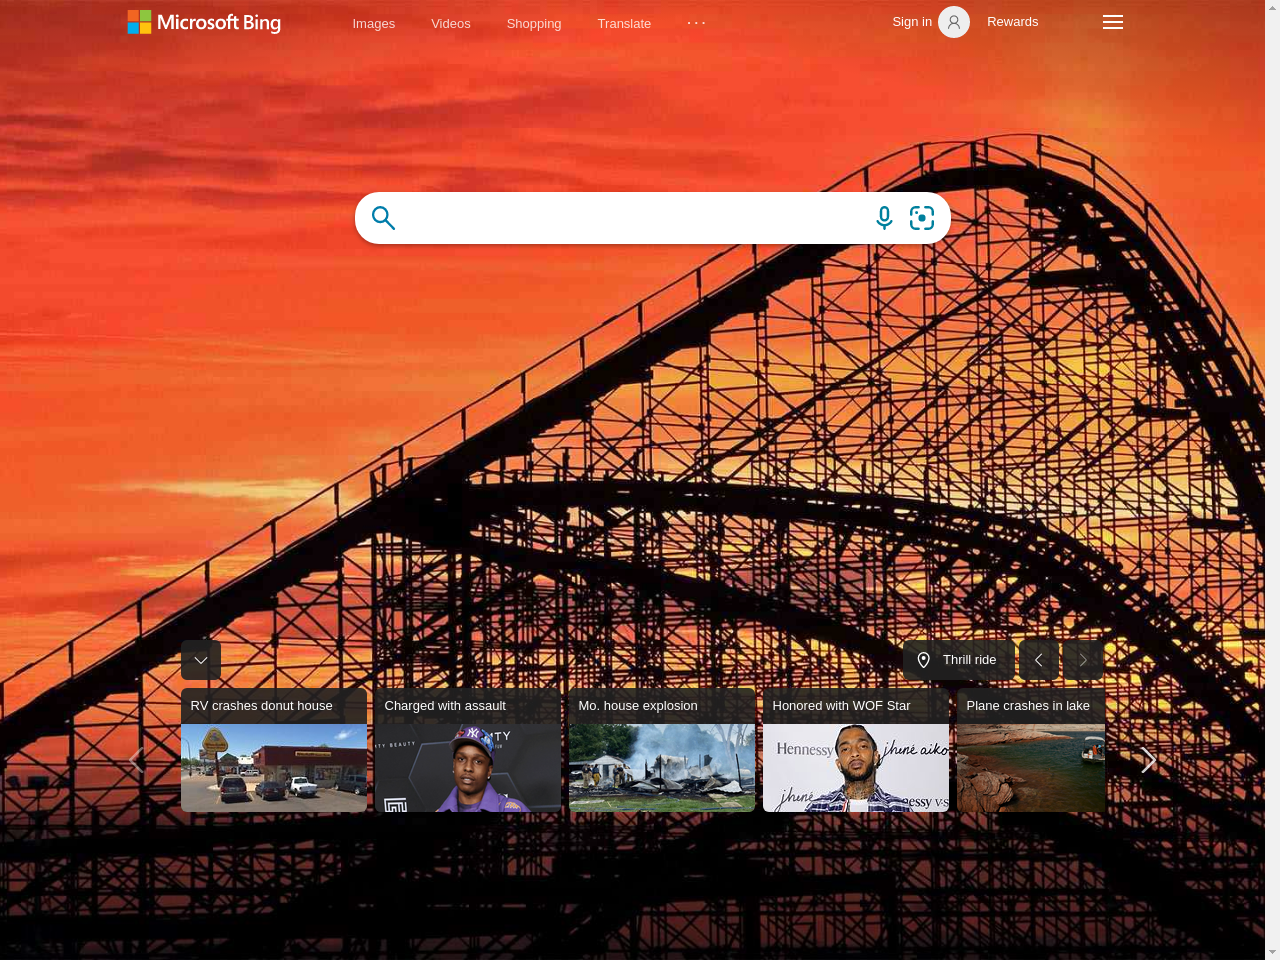 Microsoft Bing
Images
Videos
Shopping
Translate
Sign in
Rewards
Thrill ride
RV crashes donut house
Charged with assault
Mo. house explosion
Honored with WOF Star
Plane crashes in lake
Hennessy
jhené aiko
jhené